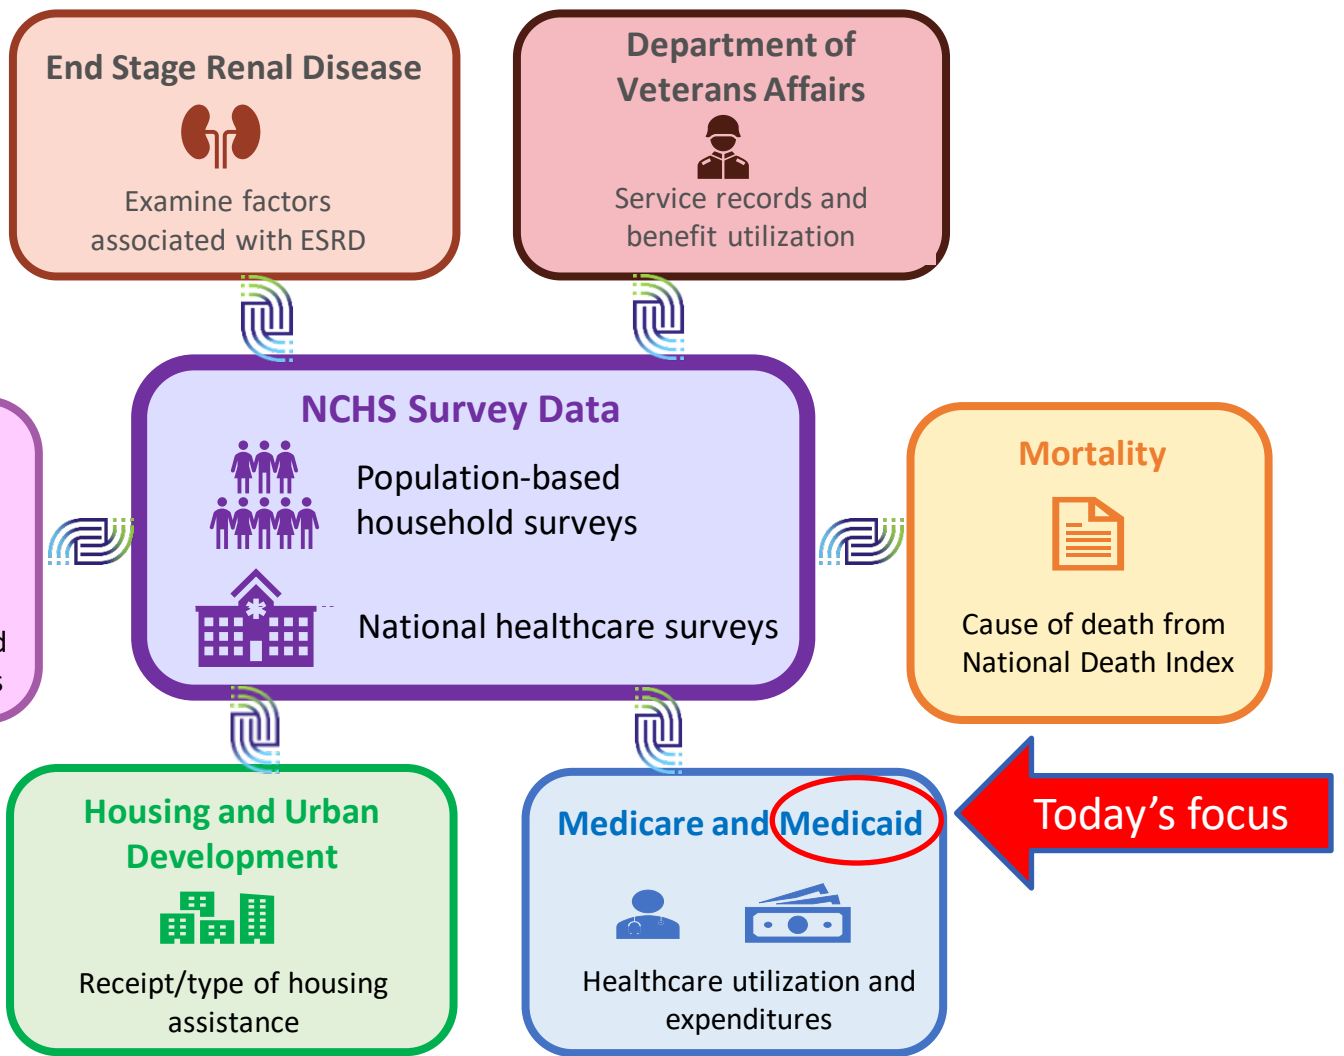 End Stage Renal Disease
Examine factors
associated with ESRD
Department of
Veterans Affairs
Service records and
benefit utilization
NCHS Survey Data
Population-based
household surveys
National healthcare surveys
Mortality
Cause of death from
National Death Index
Housing and Urban
Development
Receipt/type of housing
assistance
Medicare and Medicaid
Healthcare utilization and
expenditures
Today's focus